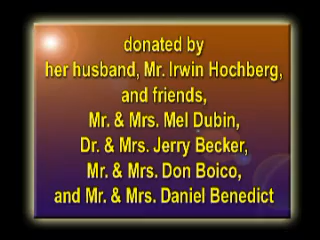 donated by
her husband, Mr. Irwin Hochberg,
and friends,
Mr. & Mrs. Mel Dubin,
Dr. & Mrs. Jerry Becker,
Mr. & Mrs. Don Boico,
and Mr. & Mrs. Daniel Benedict